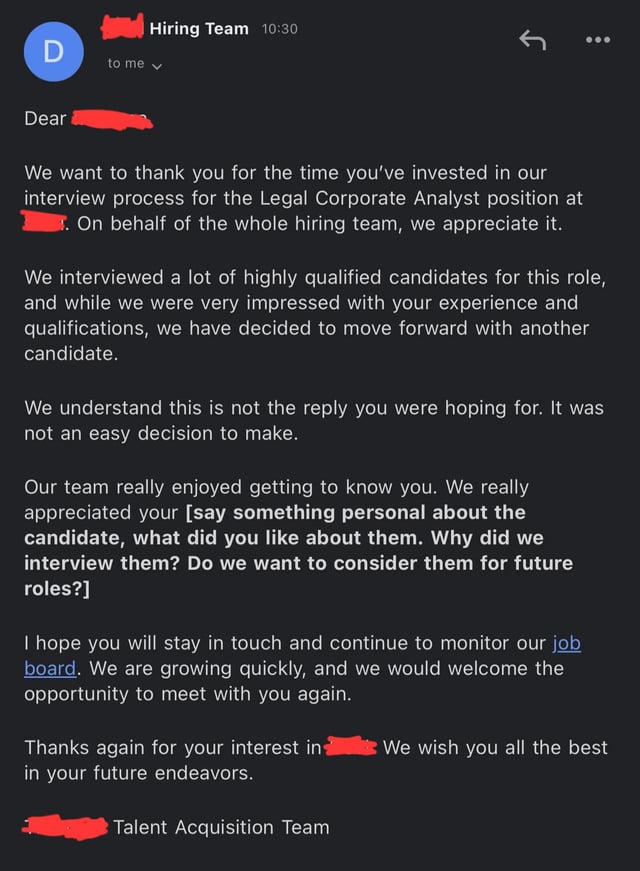 D
Hiring Team 10:30
to me
Dear
We want to thank you for the time you've invested in our
interview process for the Legal Corporate Analyst position at
. On behalf of the whole hiring team, we appreciate it.
We interviewed a lot of highly qualified candidates for this role,
and while we were very impressed with your experience and
qualifications, we have decided to move forward with another
candidate.
We understand this is not the reply you were hoping for. It was
not an easy decision to make.
Our team really enjoyed getting to know you. We really
appreciated your [say something personal about the
candidate, what did you like about them. Why did we
interview them? Do we want to consider them for future
roles?]
I hope you will stay in touch and continue to monitor our job
board. We are growing quickly, and we would welcome the
opportunity to meet with you again.
Thanks again for your interest in We wish you all the best
in your future endeavors.
Talent Acquisition Team